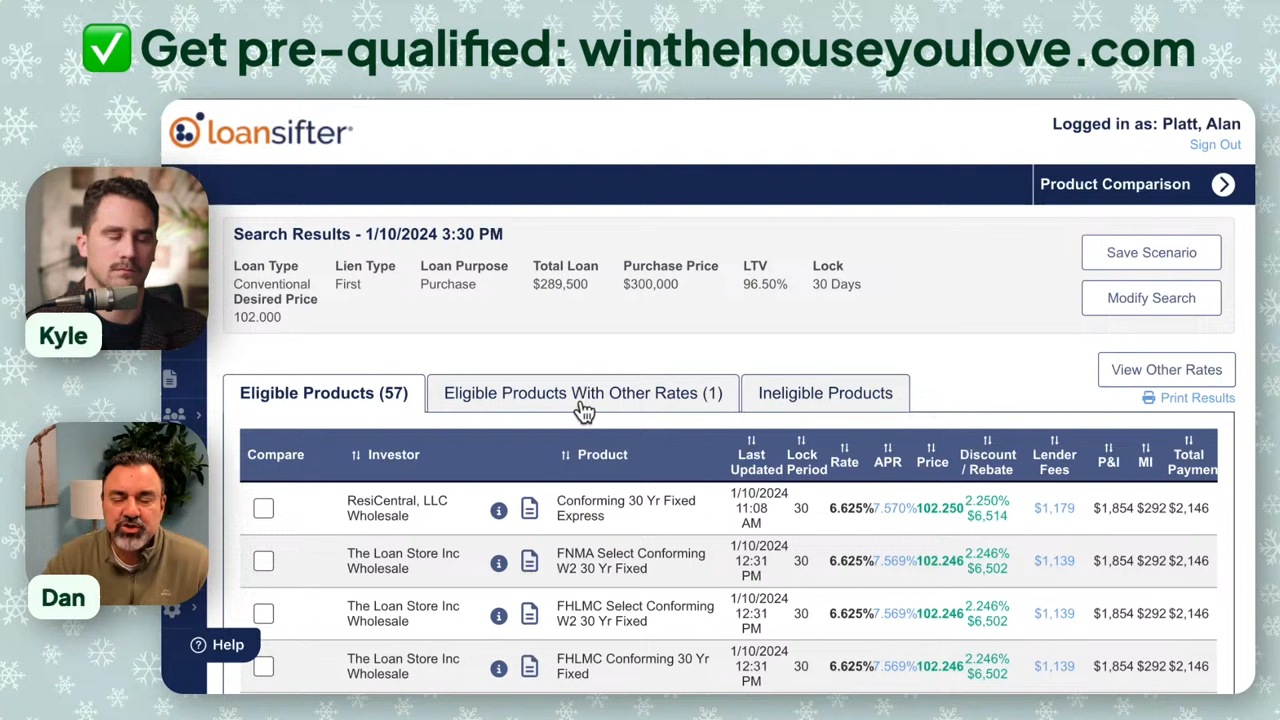 ✅ Get pre-qualified: winthehouseyoulove.com
loansifter
Logged in as: Platt, Alan
Sign Out
Product Comparison
Search Results - 1/10/2024 3:30 PM
Loan Type Lien Type Loan Purpose Total Loan Purchase Price LTV Lock
Conventional First Purchase $289,500 $300,000 96.50% 30 Days
Desired Price
102.000
Save Scenario
Modify Search
Kyle
View Other Rates
Print Results
Eligible Products (57) Eligible Products With Other Rates (1) Ineligible Products
Compare Investor Product Last Updated Lock Period Rate APR Price Discount / Rebate Lender Fees P&I MI Total Paymen
ResiCentral, LLC Wholesale Conforming 30 Yr Fixed Express 1/10/2024 11:08 AM 30 6.625% 7.570% 102.250 2.250% $6,514 $1,179 $1,854 $292 $2,146
The Loan Store Inc Wholesale FNMA Select Conforming W2 30 Yr Fixed 1/10/2024 12:31 PM 30 6.625% 7.569% 102.246 2.246% $6,502 $1,139 $1,854 $292 $2,146
The Loan Store Inc Wholesale FHLMC Select Conforming W2 30 Yr Fixed 1/10/2024 12:31 PM 30 6.625% 7.569% 102.246 2.246% $6,502 $1,139 $1,854 $292 $2,146
The Loan Store Inc Wholesale FHLMC Conforming 30 Yr Fixed 1/10/2024 12:31 PM 30 6.625% 7.569% 102.246 2.246% $6,502 $1,139 $1,854 $292 $2,146
Dan
Help